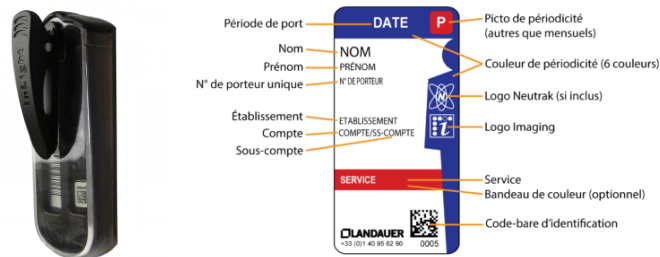 InLight
Période de port
Nom
Prénom
N° de porteur unique
Établissement
Compte
Sous-compte
DATE P
NOM
PRÉNOM
N° DE PORTEUR
ETABLISSEMENT
COMPTE/SS-COMPTE
N
i
SERVICE
LANDAUER
+33 (0)1 40 95 62 90 0005
Picto de périodicité
(autres que mensuels)
Couleur de périodicité (6 couleurs)
Logo Neutrak (si inclus)
Logo Imaging
Service
Bandeau de couleur (optionnel)
Code-bare d'identification